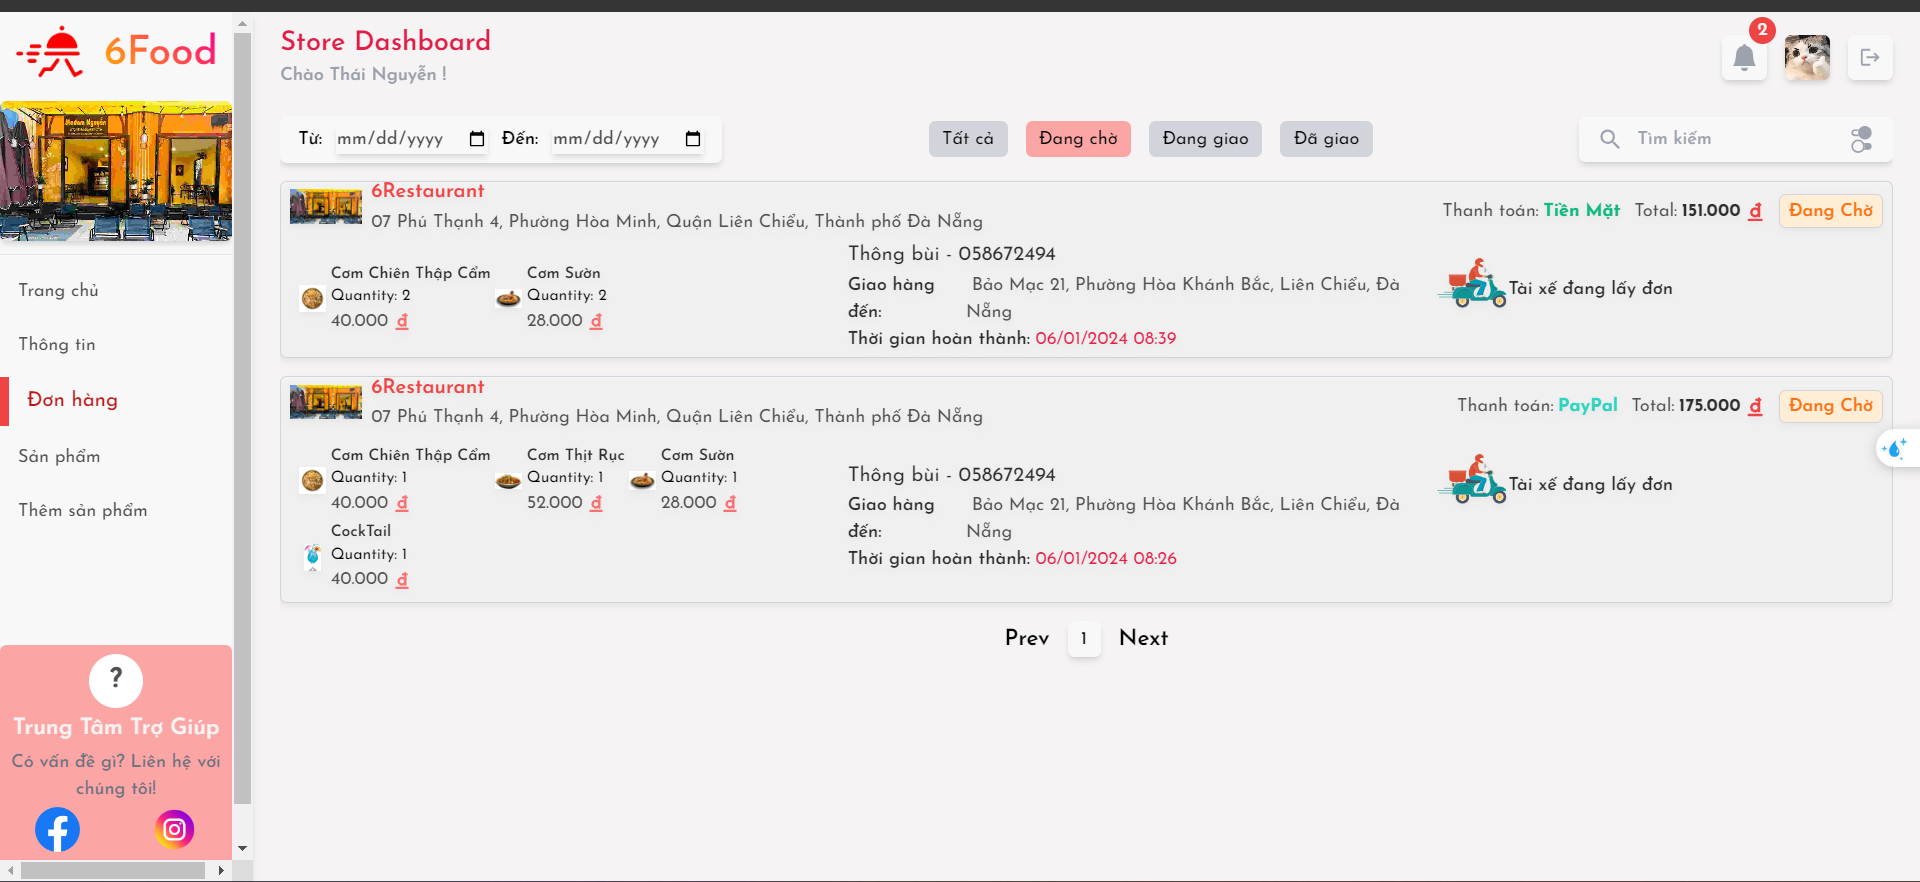 6Food
Store Dashboard
Chào Thái Nguyễn !
2
Từ: mm/dd/yyyy Đến: mm/dd/yyyy
Tất cả Đang chờ Đang giao Đã giao
Tìm kiếm
Madam Nguyễn
Trang chủ
Thông tin
Đơn hàng
Sản phẩm
Thêm sản phẩm
?
Trung Tâm Trợ Giúp
Có vấn đề gì? Liên hệ với
chúng tôi!
6Restaurant
07 Phú Thạnh 4, Phường Hòa Minh, Quận Liên Chiểu, Thành phố Đà Nẵng
Thanh toán: Tiền Mặt Total: 151.000 đ Đang Chờ
Cơm Chiên Thập Cẩm
Quantity: 2
40.000 đ
Cơm Sườn
Quantity: 2
28.000 đ
Thông bùi - 058672494
Giao hàng đến: Bảo Mạc 21, Phường Hòa Khánh Bắc, Liên Chiểu, Đà
Nẵng
Thời gian hoàn thành: 06/01/2024 08:39
Tài xế đang lấy đơn
6Restaurant
07 Phú Thạnh 4, Phường Hòa Minh, Quận Liên Chiểu, Thành phố Đà Nẵng
Thanh toán: PayPal Total: 175.000 đ Đang Chờ
Cơm Chiên Thập Cẩm
Quantity: 1
40.000 đ
Cơm Thịt Rục
Quantity: 1
52.000 đ
Cơm Sườn
Quantity: 1
28.000 đ
CockTail
Quantity: 1
40.000 đ
Thông bùi - 058672494
Giao hàng đến: Bảo Mạc 21, Phường Hòa Khánh Bắc, Liên Chiểu, Đà
Nẵng
Thời gian hoàn thành: 06/01/2024 08:26
Tài xế đang lấy đơn
Prev 1 Next